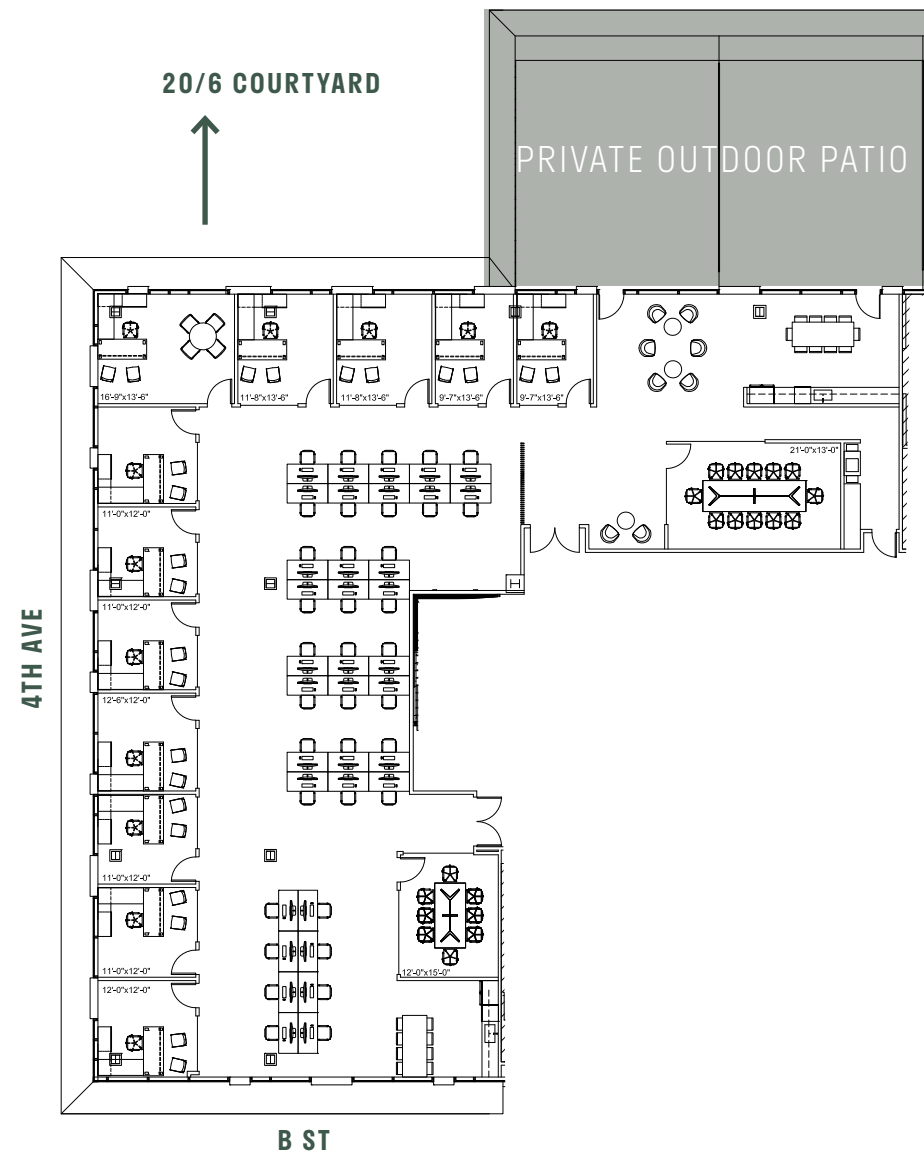 20/6 COURTYARD
PRIVATE OUTDOOR PATIO
16'-9"x13'-6"
11'-8"x13'-6"
11'-8"x13'-6"
9'-7"x13'-6"
9'-7"x13'-6"
21'-0"x13'-0"
11'-0"x12'-0"
11'-0"x12'-0"
4TH AVE
12'-6"x12'-0"
11'-0"x12'-0"
11'-0"x12'-0"
12'-0"x15'-0"
12'-0"x12'-0"
B ST